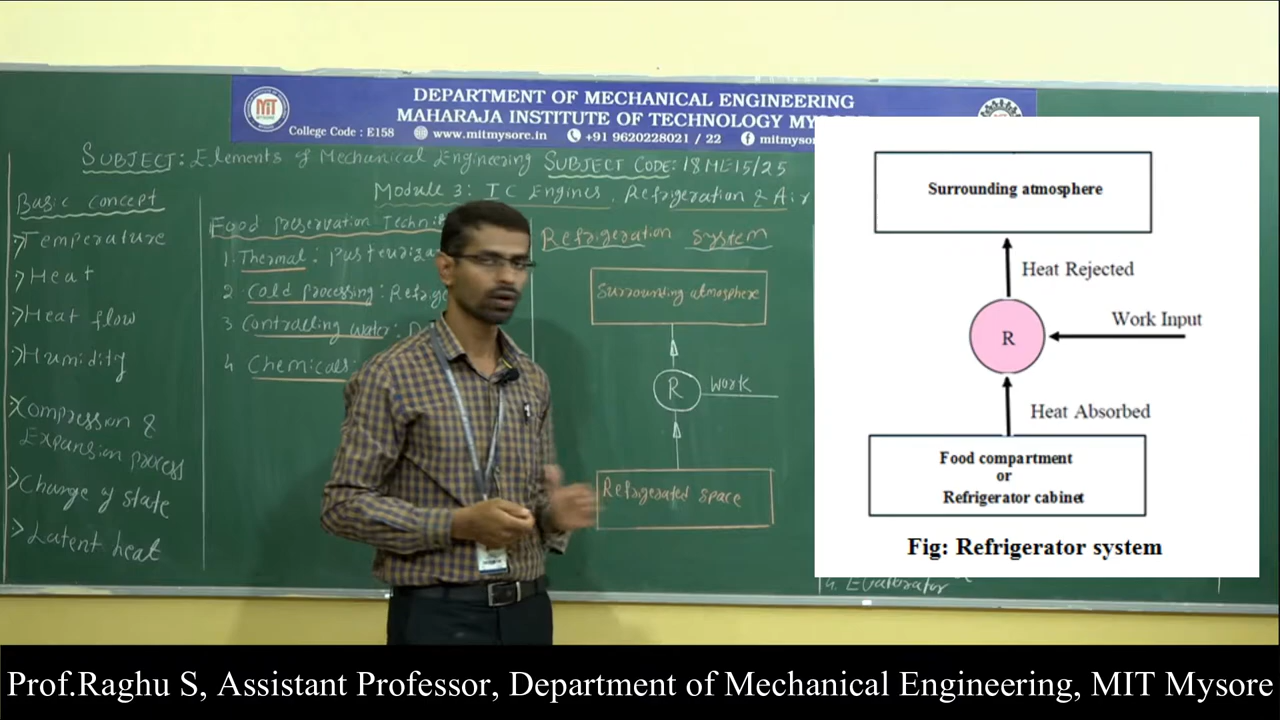 DEPARTMENT OF MECHANICAL ENGINEERING
MAHARAJA INSTITUTE OF TECHNOLOGY MY
College Code : E158 www.mitmysore.in +91 9620228021 / 22 mitmysor
MIT
MYSORE
SUBJECT: Elements of Mechanical Engineering SUBJECT CODE: 18ME15/25
Module 3: IC Engines, Refrigeration & Air
Basic concept
Temperature
Heat
Heat flow
Humidity
Compression &
Expansion process
Change of state
Latent heat
Food preservation Techni
1. Thermal: pasteuriza
2 Cold processing: Refrige
3 Controlling water: D
4 Chemicals
Refrigeration system
Surrounding atmosphere
R work
Refrigerated space
Surrounding atmosphere
Heat Rejected
Work Input
R
Heat Absorbed
Food compartment
or
Refrigerator cabinet
Fig: Refrigerator system
4. Evaporator
Prof.Raghu S, Assistant Professor, Department of Mechanical Engineering, MIT Mysore